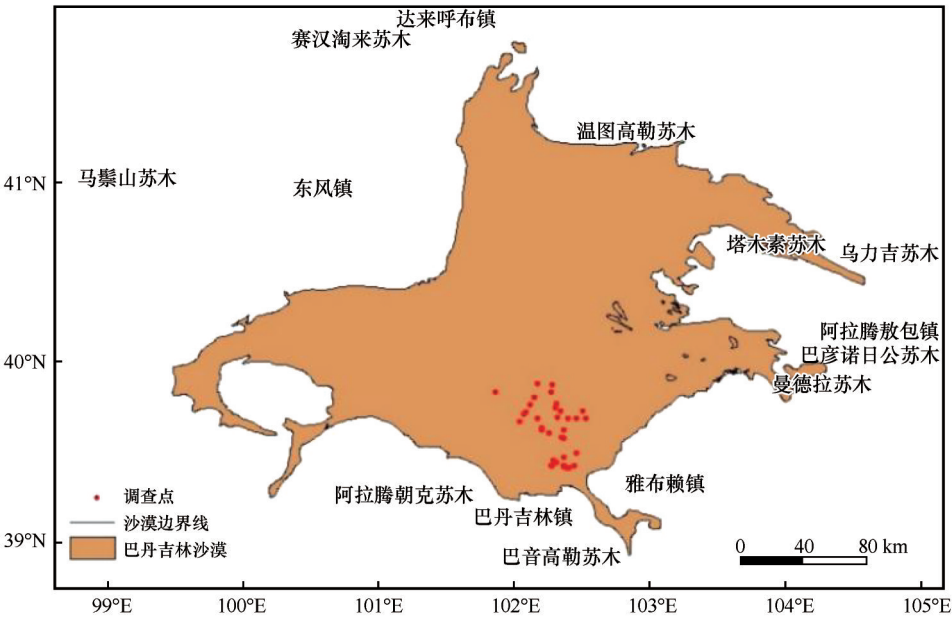 达来呼布镇
赛汉淘来苏木
温图高勒苏木
马鬃山苏木
东风镇
41°N
塔木素苏木
乌力吉苏木
阿拉腾敖包镇
40°N
巴彦诺日公苏木
曼德拉苏木
雅布赖镇
阿拉腾朝克苏木
调查点
巴丹吉林镇
沙漠边界线
39°N
巴丹吉林沙漠
巴音高勒苏木
0 40 80 km
99°E 100°E 101°E 102°E 103°E 104°E 105°E